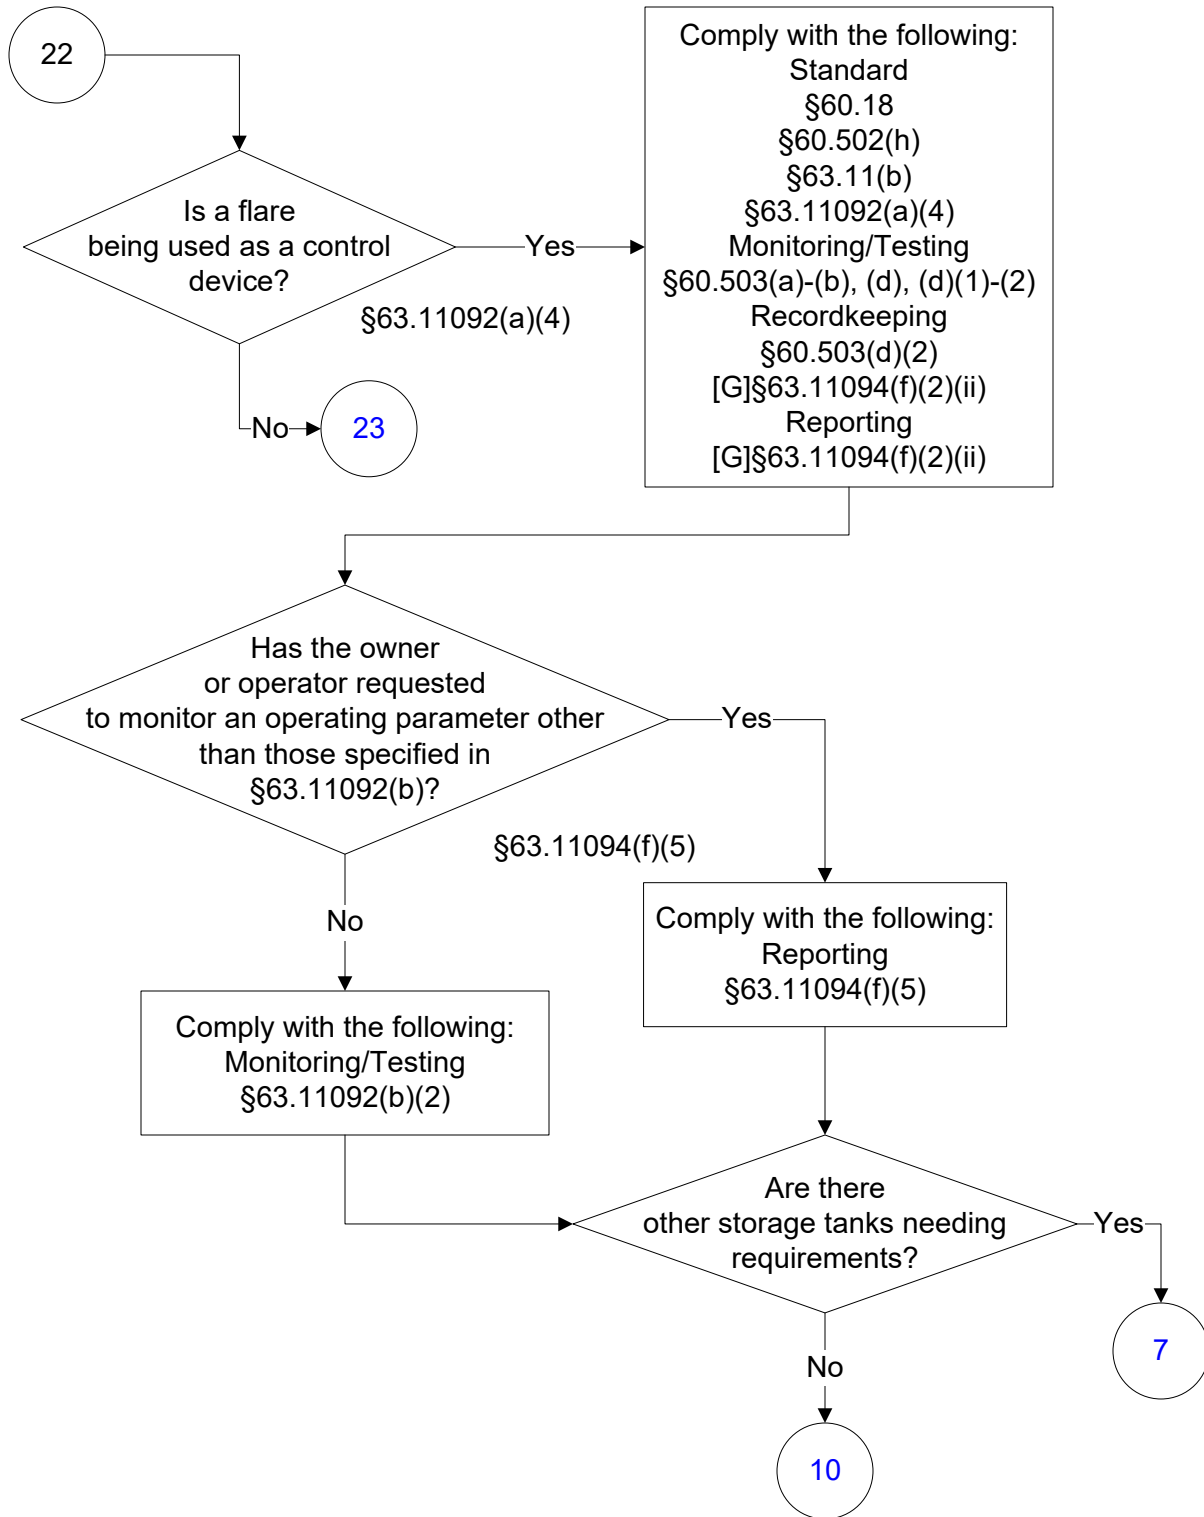 22
Is a flare
being used as a control
device?
Yes
§63.11092(a)(4)
No
23
Comply with the following:
Standard
§60.18
§60.502(h)
§63.11(b)
§63.11092(a)(4)
Monitoring/Testing
§60.503(a)-(b), (d), (d)(1)-(2)
Recordkeeping
§60.503(d)(2)
[G]§63.11094(f)(2)(ii)
Reporting
[G]§63.11094(f)(2)(ii)
Has the owner
or operator requested
to monitor an operating parameter other
than those specified in
§63.11092(b)?
Yes
§63.11094(f)(5)
No
Comply with the following:
Reporting
§63.11094(f)(5)
Comply with the following:
Monitoring/Testing
§63.11092(b)(2)
Are there
other storage tanks needing
requirements?
Yes
7
No
10